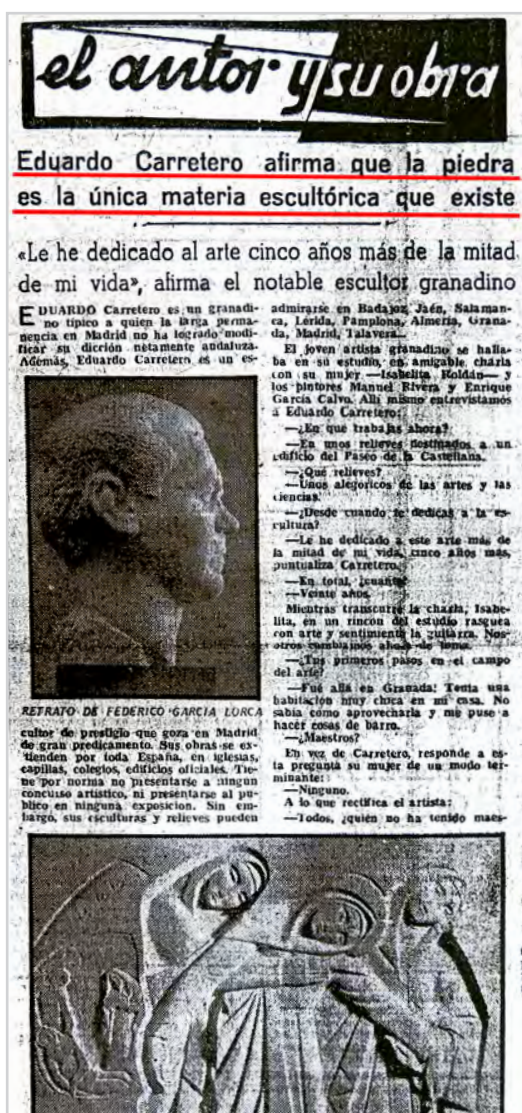 el autor y su obra
Eduardo Carretero afirma que la piedra
es la única materia escultórica que existe
«Le he dedicado al arte cinco años más de la mitad
de mi vida», afirma el notable escultor granadino
EDUARDO Carretero es un granadi-
no típico a quien la larga perma-
nencia en Madrid no ha logrado modi-
ficar su dicción netamente andaluza.
Además, Eduardo Carretero es un es-
RETRATO DE FEDERICO GARCIA LORCA
cultor de prestigio que goza en Madrid
de gran predicamento. Sus obras se ex-
tienden por toda España, en iglesias,
capillas, colegios, edificios oficiales. Tie-
ne por norma no presentarse a ningún
concurso artístico, ni presentarse al pú-
blico en ninguna exposición. Sin em-
bargo, sus esculturas y relieves pueden
admirarse en Badajoz, Jaén, Salaman-
ca, Lérida, Pamplona, Almería, Grana-
da, Madrid, Talavera...
El joven artista granadino se halla-
ba en su estudio, en amigable charla
con su mujer —Isabelita Roldán— y
los pintores Manuel Rivera y Enrique
García Calvo. Allí mismo entrevistamos
a Eduardo Carretero:
—¿En qué trabajas ahora?
—En unos relieves destinados a un
edificio del Paseo de la Castellana.
—¿Qué relieves?
—Unos alegóricos de las artes y las
ciencias.
—¿Desde cuándo te dedicas a la es-
cultura?
—Le he dedicado a este arte más de
la mitad de mi vida, cinco años más,
puntualiza Carretero.
—En total, ¿cuántos?
—Veinte años.
Mientras transcurre la charla, Isabe-
lita, en un rincón del estudio rasguea
con arte y sentimiento la guitarra. Nos-
otros cambiamos ahora de tema.
—¿Tus primeros pasos en el campo
del arte?
—Fué allá en Granada: Tenía una
habitación muy chica en mi casa. No
sabía cómo aprovecharla y me puse a
hacer cosas de barro.
—¿Maestros?
En vez de Carretero, responde a es-
ta pregunta su mujer de un modo ter-
minante:
—Ninguno.
A lo que rectifica el artista:
—Todos, ¿quién no ha tenido maes-